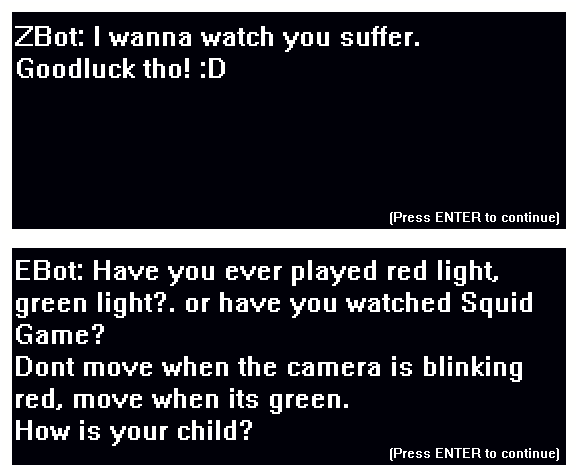 ZBot: I wanna watch you suffer.
Goodluck tho! :D
(Press ENTER to continue)
EBot: Have you ever played red light,
green light?. or have you watched Squid
Game?
Dont move when the camera is blinking
red, move when its green.
How is your child?
(Press ENTER to continue)